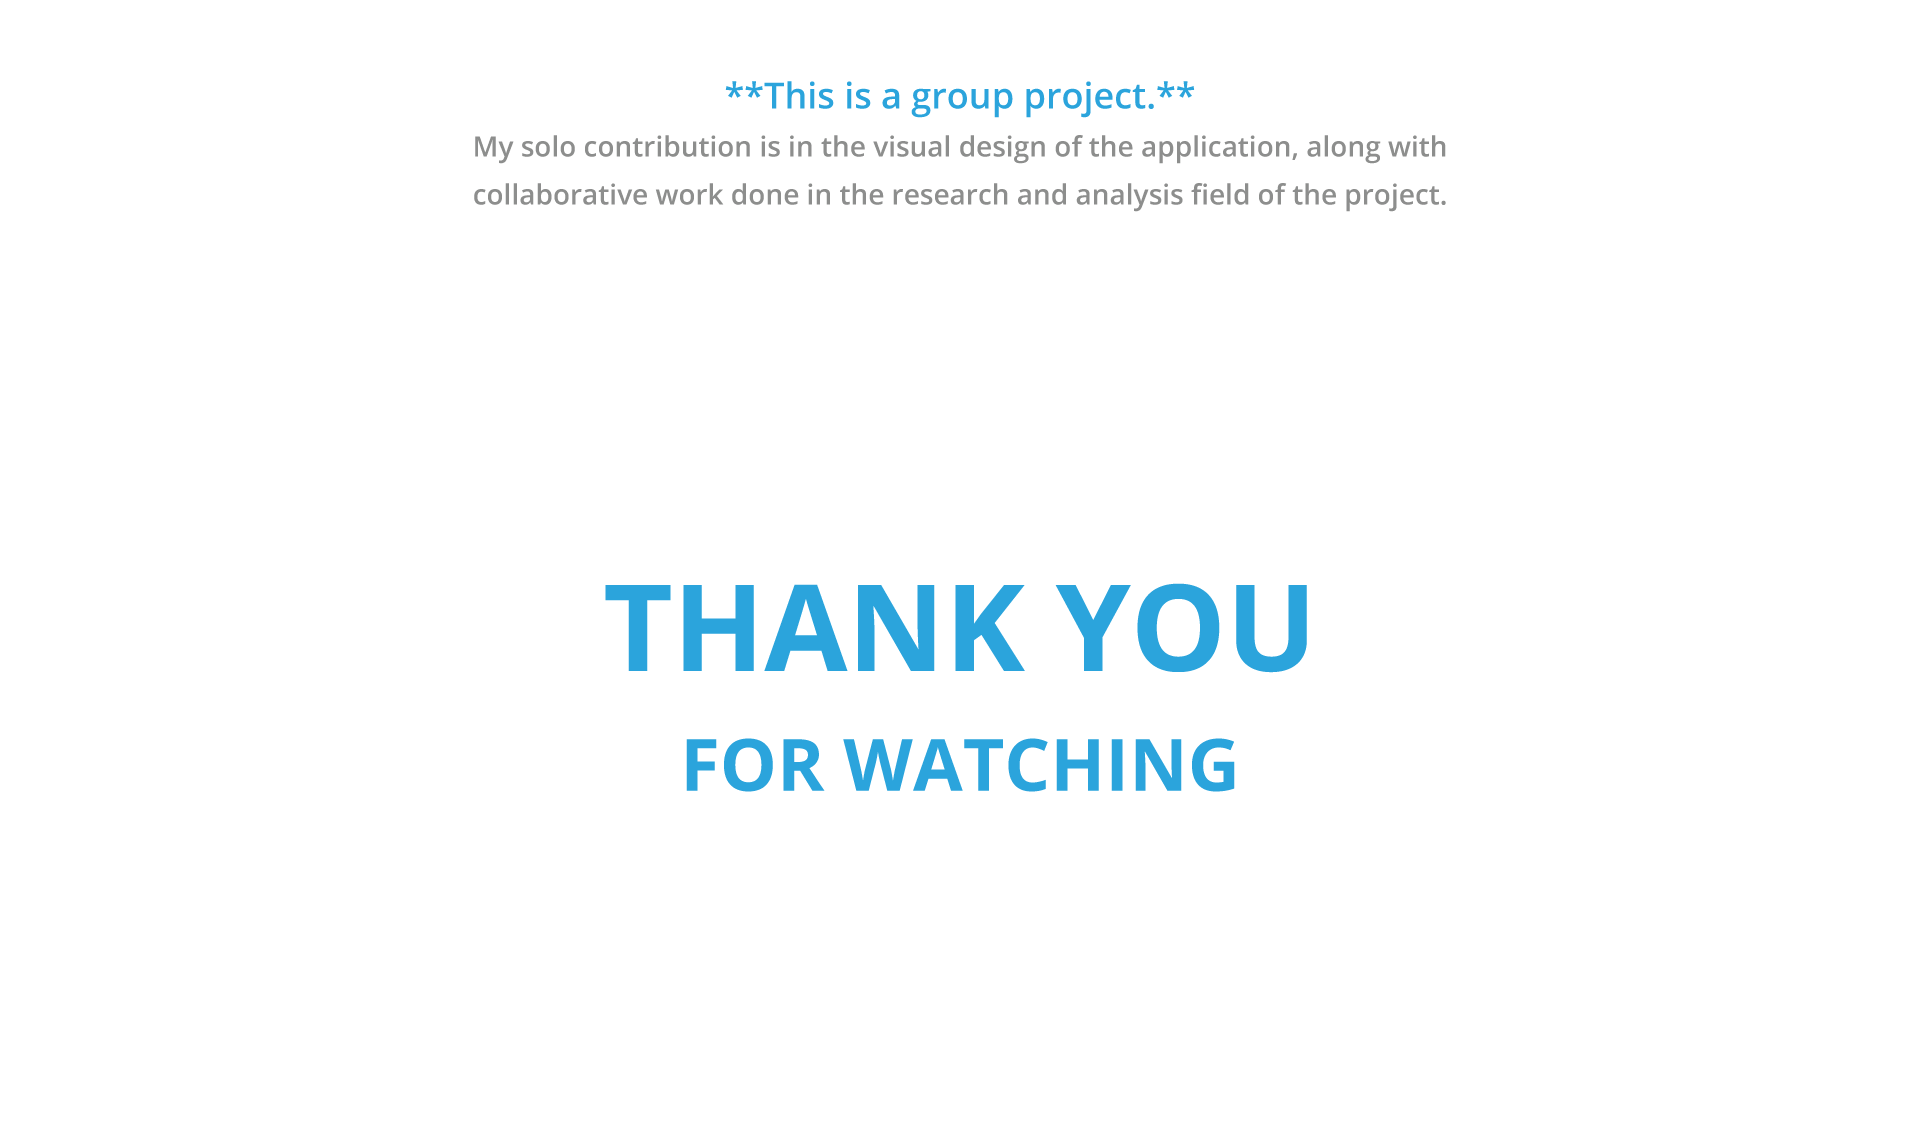 **This is a group project.**
My solo contribution is in the visual design of the application, along with
collaborative work done in the research and analysis field of the project.
THANK YOU
FOR WATCHING